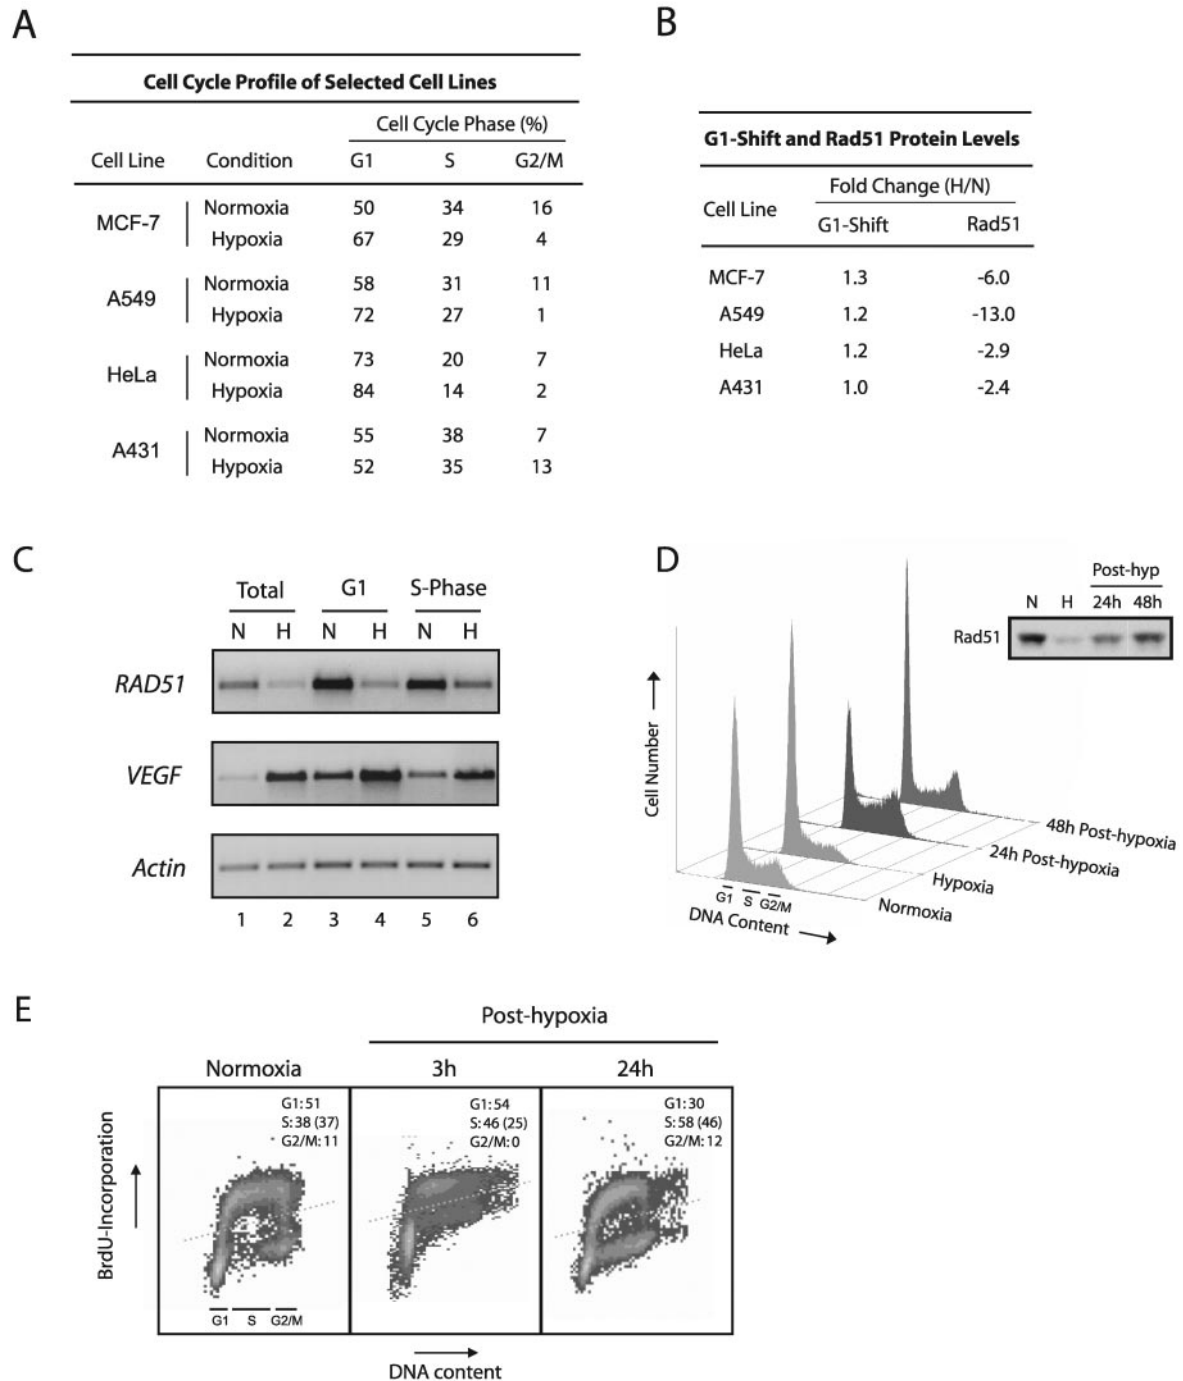 A
Cell Cycle Profile of Selected Cell Lines
Cell Cycle Phase (%)
Cell Line Condition G1 S G2/M
MCF-7
Normoxia 50 34 16
Hypoxia 67 29 4
A549
Normoxia 58 31 11
Hypoxia 72 27 1
HeLa
Normoxia 73 20 7
Hypoxia 84 14 2
A431
Normoxia 55 38 7
Hypoxia 52 35 13
B
G1-Shift and Rad51 Protein Levels
Fold Change (H/N)
Cell Line
G1-Shift Rad51
MCF-7 1.3 -6.0
A549 1.2 -13.0
HeLa 1.2 -2.9
A431 1.0 -2.4
C
Total G1 S-Phase
N H N H N H
RAD51
VEGF
Actin
1 2 3 4 5 6
D
Post-hyp
N H 24h 48h
Rad51
Cell Number
48h Post-hypoxia
24h Post-hypoxia
Hypoxia
Normoxia
G1 S G2/M
DNA Content
E
Post-hypoxia
Normoxia 3h 24h
BrdU-Incorporation
G1: 51
S: 38 (37)
G2/M: 11
G1: 54
S: 46 (25)
G2/M: 0
G1: 30
S: 58 (46)
G2/M: 12
G1 S G2/M
DNA content